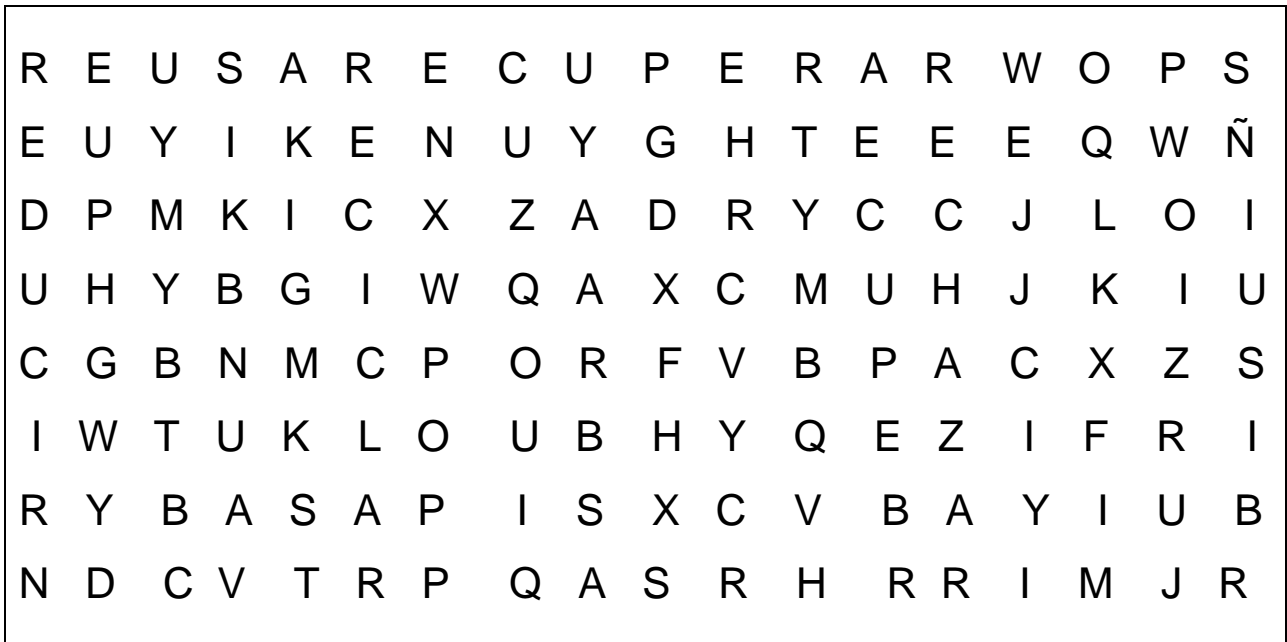 R E U S A R E C U P E R A R W O P S
E U Y I K E N U Y G H T E E E Q W Ñ
D P M K I C X Z A D R Y C C J L O I
U H Y B G I W Q A X C M U H J K I U
C G B N M C P O R F V B P A C X Z S
I W T U K L O U B H Y Q E Z I F R I
R Y B A S A P I S X C V B A Y I U B
N D C V T R P Q A S R H R R I M J R